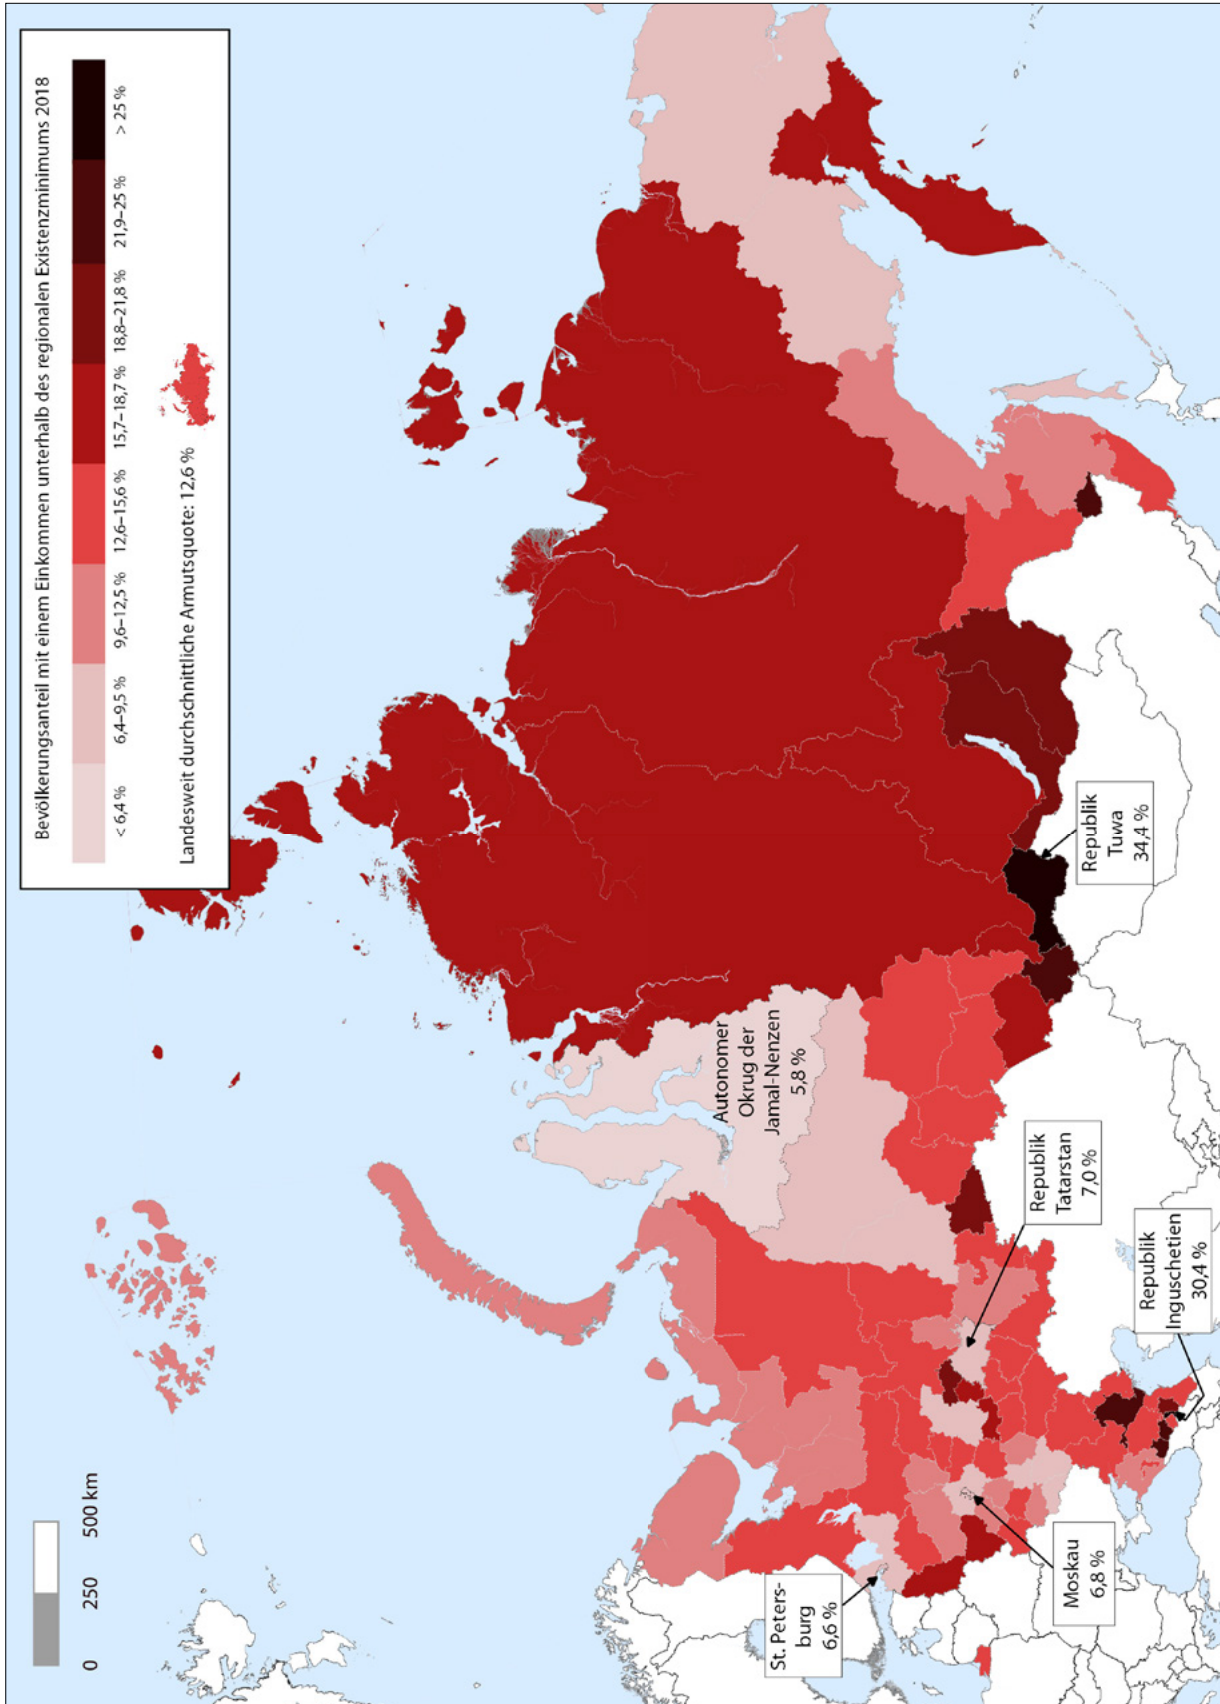 Bevölkerungsanteil mit einem Einkommen unterhalb des regionalen Existenzminimums 2018
< 6,4 %
6,4–9,5 %
9,6–12,5 %
12,6–15,6 %
15,7–18,7 %
18,8–21,8 %
21,9–25 %
> 25 %
Landesweit durchschnittliche Armutsquote: 12,6 %
0
250
500 km
Autonomer
Okrug der
Jamal-Nenzen
5,8 %
St. Peters-
burg
6,6 %
Moskau
6,8 %
Republik
Tatarstan
7,0 %
Republik
Inguschetien
30,4 %
Republik
Tuwa
34,4 %